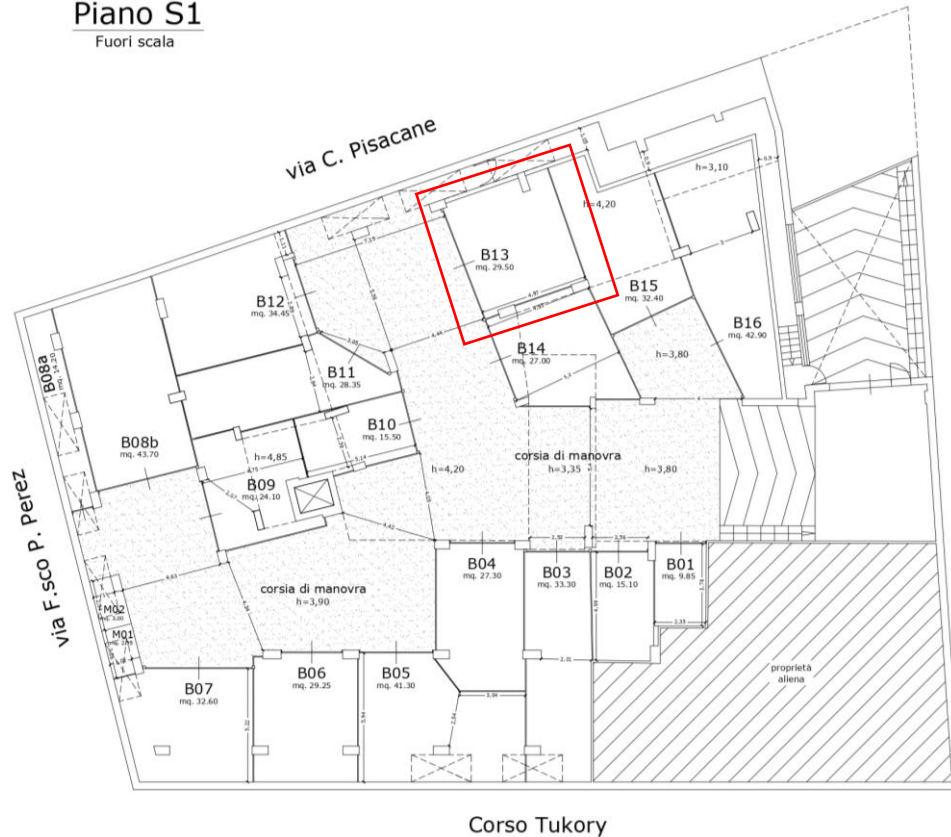 Piano S1
Fuori scala
via C. Pisacane
h=3,10
h=4,20
B13
mq. 29.50
B12
mq. 34.45
B15
mq. 32.40
B16
mq. 42.90
B14
mq. 27.00
h=3,80
B11
mq. 28.35
B08a
mq. 14.20
B10
mq. 15.50
B08b
mq. 43.70
h=4,85
B09
mq. 24.10
h=4,20
corsia di manovra
h=3,35
h=3,80
via F.sco P. Perez
B04
mq. 27.30
B03
mq. 33.30
B02
mq. 15.10
B01
mq. 9.85
corsia di manovra
h=3,90
M02
M01
B07
mq. 32.60
B06
mq. 29.25
B05
mq. 41.30
proprietà
aliena
Corso Tukory